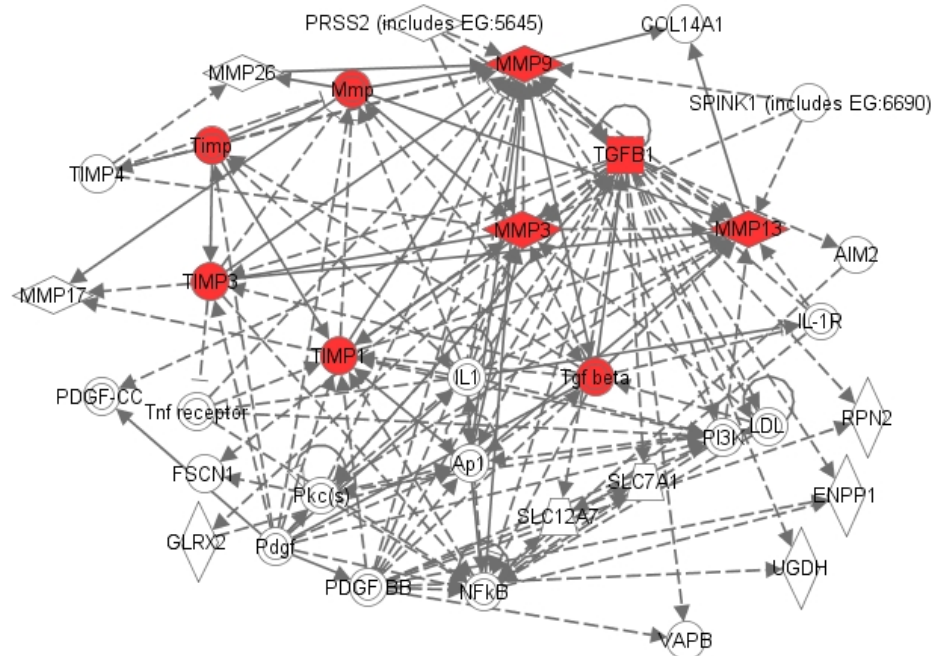 PRSS2 (includes EG:5645)
COL14A1
MMP9
MMP26
Mmp
SPINK1 (includes EG:6690)
Timp
TGFB1
TIMP4
MMP3
MMP13
AIM2
TIMP3
MMP17
IL-1R
TIMP1
IL1
Tgf beta
PDGF-CC
Tnf receptor
RPN2
LDL
PI3K
Ap1
FSCN1
SLC7A1
Pkc(s)
ENPP1
SLC12A7
GLRX2
Pdgf
UGDH
PDGF BB
NFkB
VAPB